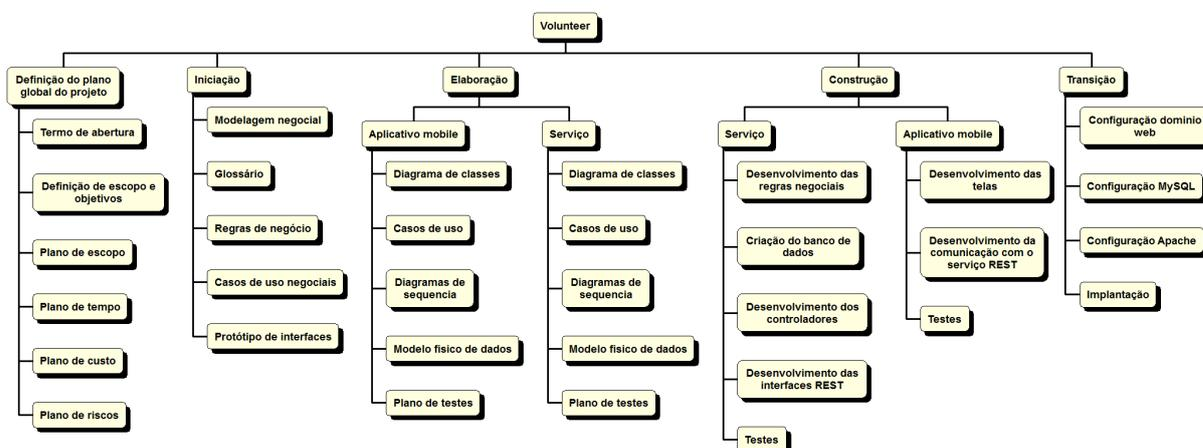 Volunteer
Definição do plano
global do projeto
Termo de abertura
Definição de escopo e
objetivos
Plano de escopo
Plano de tempo
Plano de custo
Plano de riscos
Iniciação
Modelagem negocial
Glossário
Regras de negócio
Casos de uso negociais
Protótipo de interfaces
Elaboração
Aplicativo mobile
Diagrama de classes
Casos de uso
Diagramas de
sequencia
Modelo fisico de dados
Plano de testes
Serviço
Diagrama de classes
Casos de uso
Diagramas de
sequencia
Modelo fisico de dados
Plano de testes
Construção
Serviço
Desenvolvimento das
regras negociais
Criação do banco de
dados
Desenvolvimento dos
controladores
Desenvolvimento das
interfaces REST
Testes
Aplicativo mobile
Desenvolvimento das
telas
Desenvolvimento da
comunicação com o
serviço REST
Testes
Transição
Configuração dominio
web
Configuração MySQL
Configuração Apache
Implantação